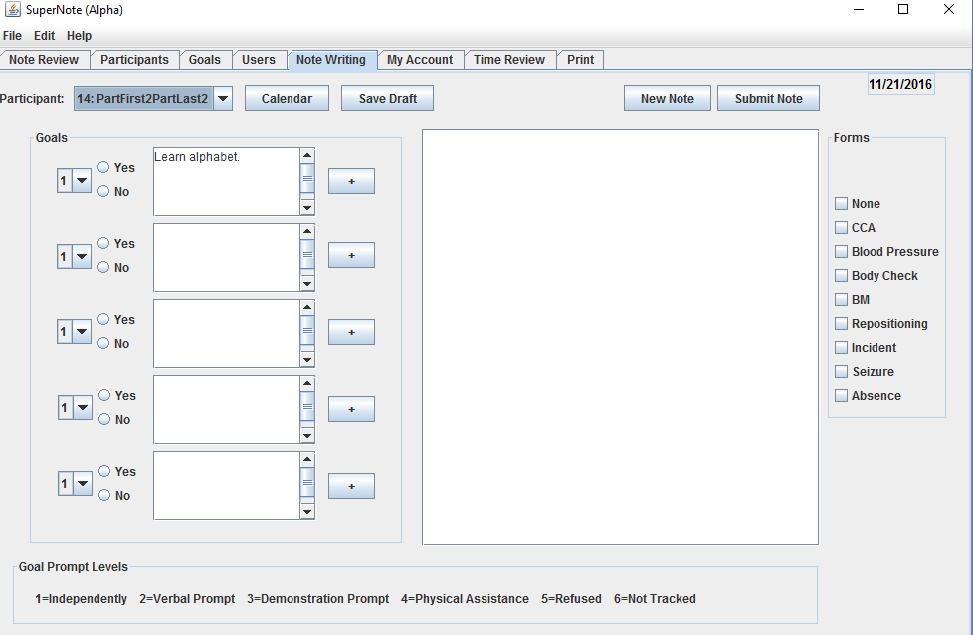 SuperNote (Alpha)
File Edit Help
Note Review Participants Goals Users Note Writing My Account Time Review Print
Participant: 14: PartFirst2PartLast2 Calendar Save Draft New Note Submit Note 11/21/2016
Goals
1 Yes
No
Learn alphabet.
+
1 Yes
No
+
1 Yes
No
+
1 Yes
No
+
1 Yes
No
+
Forms
None
CCA
Blood Pressure
Body Check
BM
Repositioning
Incident
Seizure
Absence
Goal Prompt Levels
1=Independently 2=Verbal Prompt 3=Demonstration Prompt 4=Physical Assistance 5=Refused 6=Not Tracked